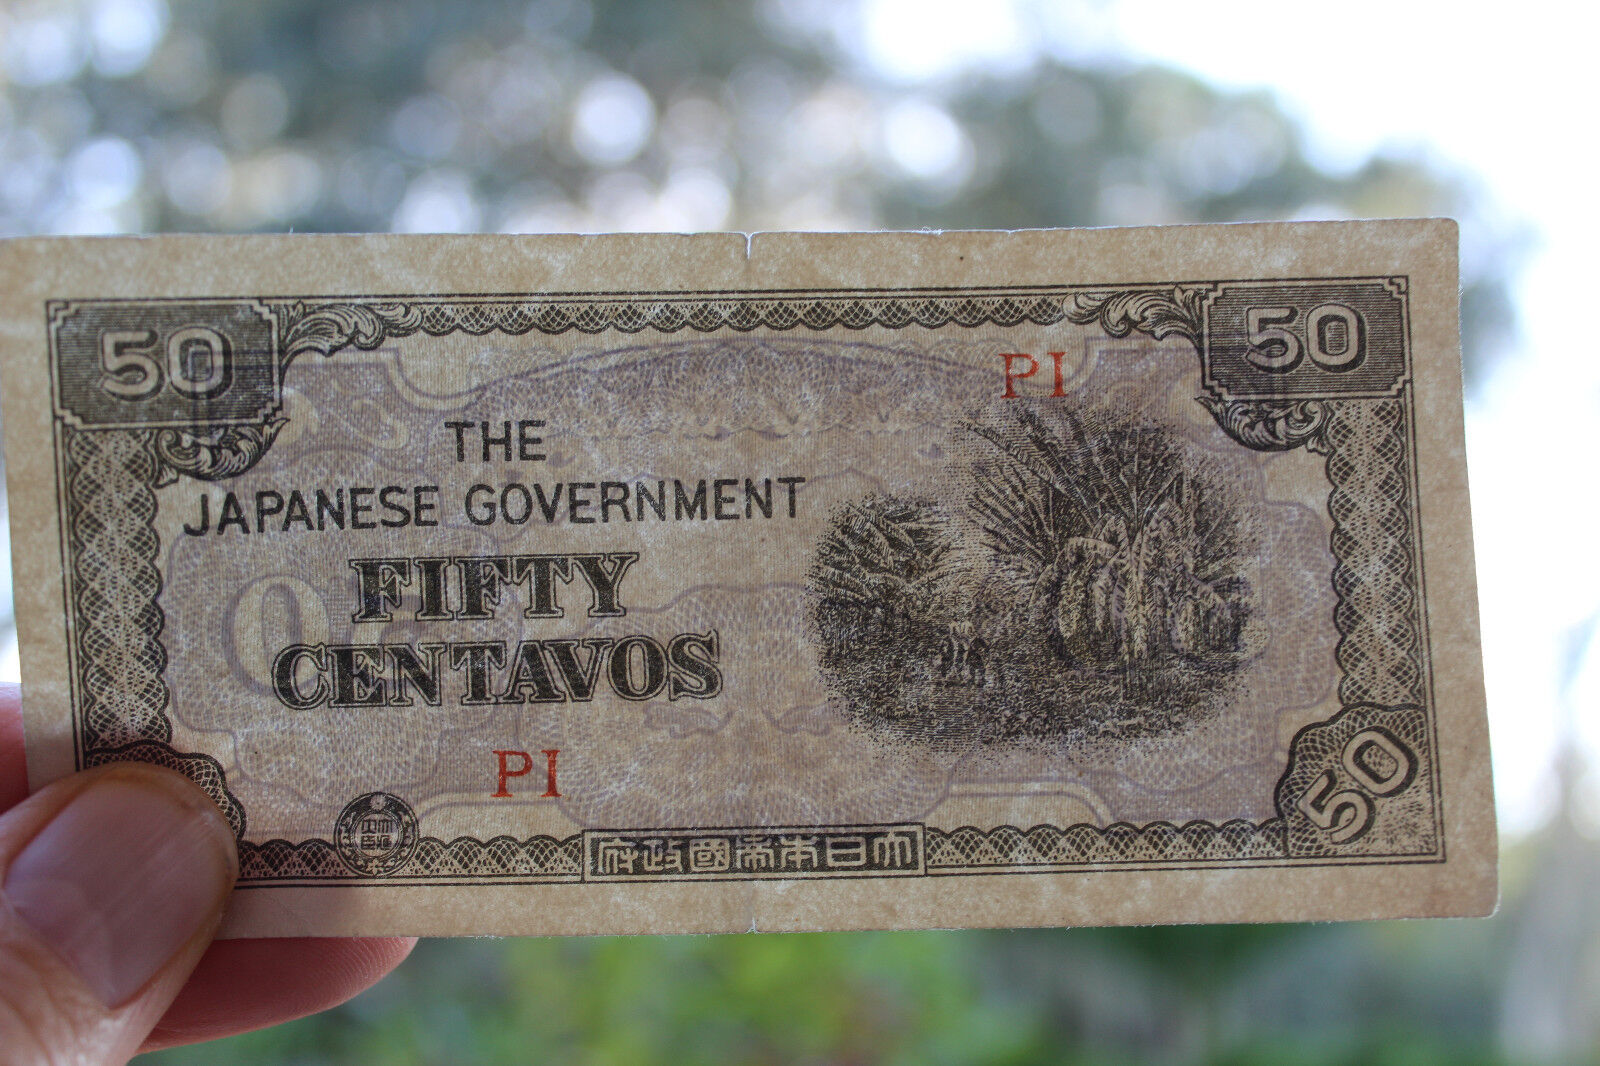 50
50
PI
THE
JAPANESE GOVERNMENT
FIFTY
CENTAVOS
PI
50
大日本帝國政府